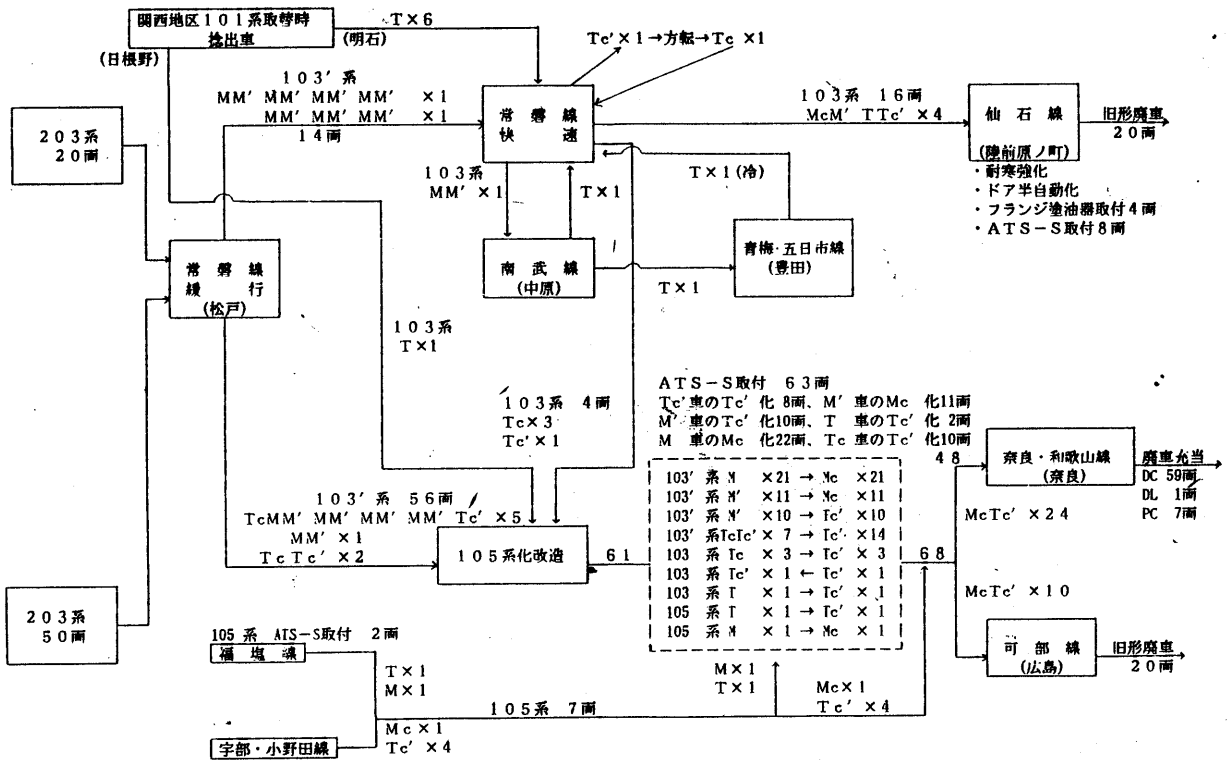 関西地区101系取替時
捻出車
T×6
(明石)
(日根野)
Tc'×1→方転→Tc ×1
103'系
MM' MM' MM' MM' ×1
MM' MM' MM' ×1
14両
203系
20両
常磐線
快速
103系 16両
McM' TTc'×4
仙石線
(陸前原ノ町)
旧形廃車
20両
・耐寒強化
・ドア半自動化
・フランジ塗油器取付4両
・ATS-S取付8両
103系
MM'×1
T×1
T×1(冷)
常磐線
緩行
(松戸)
南武線
(中原)
T×1
青梅・五日市線
(豊田)
103系
T×1
103系 4両
Tc×3
Tc'×1
ATS-S取付 63両
Tc'車のTc'化 8両、M'車のMc化11両
M'車のTc'化10両、T 車のTc'化 2両
M 車のMc化22両、Tc車のTc'化10両
103'系 M ×21 → Mc ×21
103'系 M' ×11 → Mc ×11
103'系 M' ×10 → Tc' ×10
103'系TcTc' × 7 → Tc' ×14
103 系 Tc × 3 → Tc' × 3
103 系 Tc' × 1 ← Tc' × 1
103 系 T × 1 → Tc' × 1
105 系 T × 1 → Tc' × 1
105 系 M × 1 → Mc × 1
48
奈良・和歌山線
(奈良)
廃車充当
DC 59両
DL 1両
PC 7両
McTc'×24
103'系 56両
TcMM' MM' MM' MM' Tc'×5
MM'×1
TcTc'×2
105系化改造
61
68
McTc'×10
203系
50両
可部線
(広島)
旧形廃車
20両
105系 ATS-S取付 2両
福塩線
T×1
M×1
M×1
T×1
105系 7両
Mc×1
Tc'×4
宇部・小野田線
Mc×1
Tc'×4